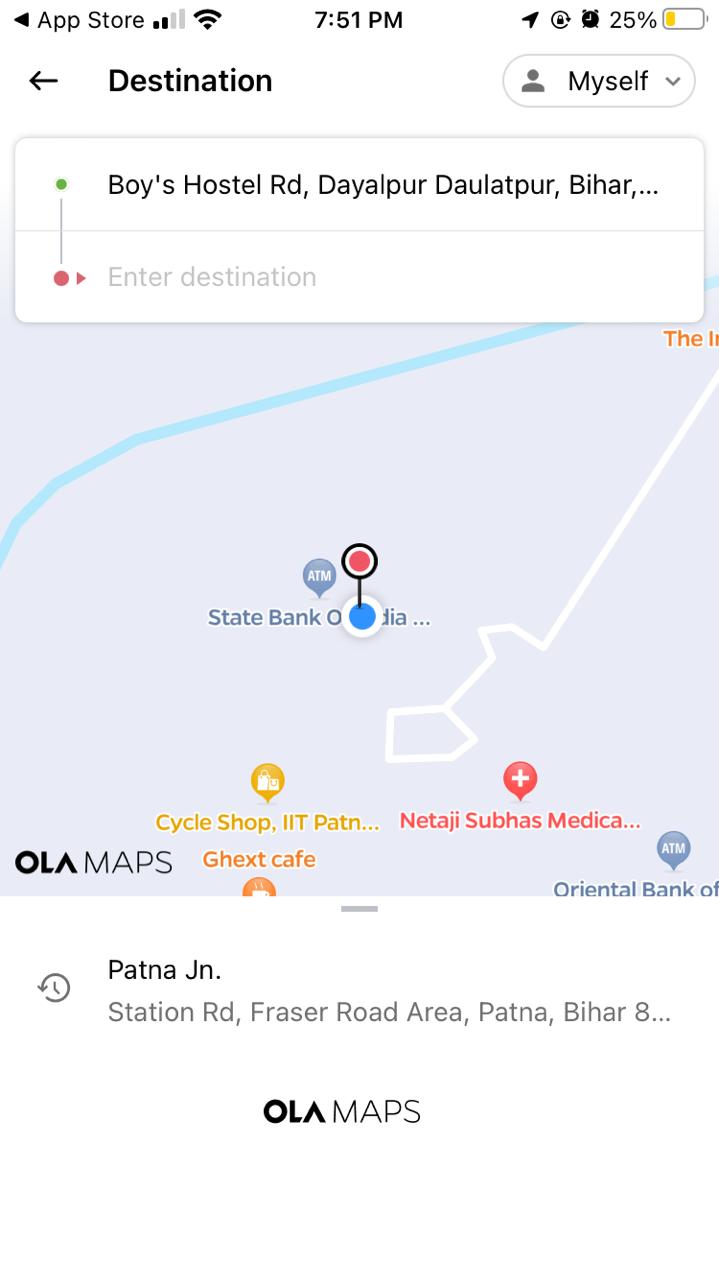 App Store 7:51 PM 25%
Destination Myself
Boy's Hostel Rd, Dayalpur Daulatpur, Bihar,...
Enter destination
The
ATM
State Bank ...
Cycle Shop, IIT Patn...
Netaji Subhas Medica...
OLA MAPS
Ghext cafe
ATM
Oriental Bank of
Patna Jn.
Station Rd, Fraser Road Area, Patna, Bihar 8...
OLA MAPS